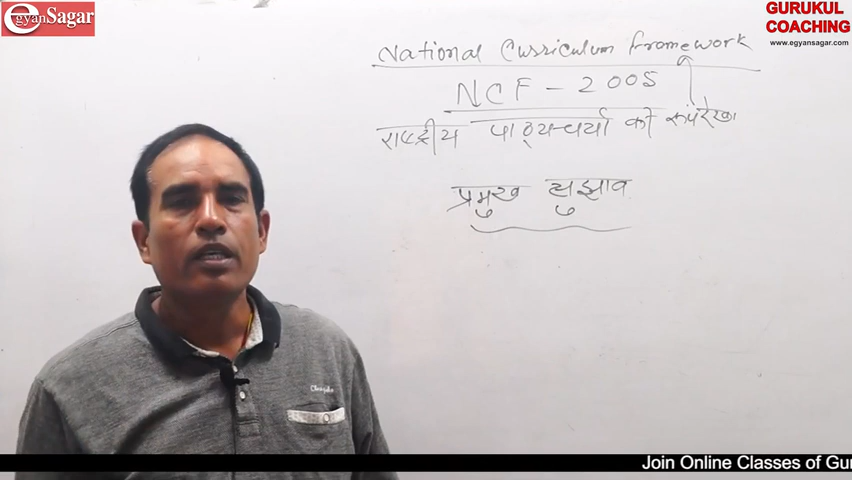 egyanSagar
GURUKUL
COACHING
www.egyansagar.com
National Curriculum Framework
NCF - 2005
राष्ट्रीय पाठ्यचर्या की रूपरेखा
प्रमुख सुझाव
Join Online Classes of Gur